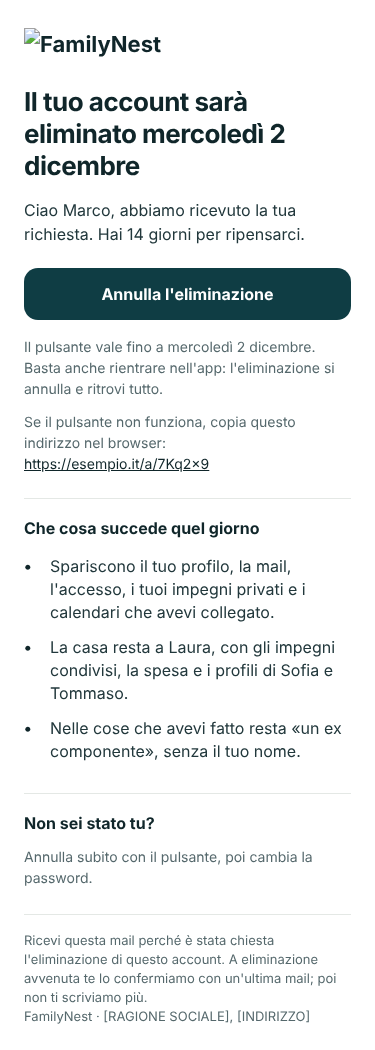 FamilyNest
Il tuo account sarà
eliminato mercoledì 2
dicembre
Ciao Marco, abbiamo ricevuto la tua
richiesta. Hai 14 giorni per ripensarci.
Annulla l'eliminazione
Il pulsante vale fino a mercoledì 2 dicembre.
Basta anche rientrare nell'app: l'eliminazione si
annulla e ritrovi tutto.
Se il pulsante non funziona, copia questo
indirizzo nel browser:
https://esempio.it/a/7Kq2x9
Che cosa succede quel giorno
• Spariscono il tuo profilo, la mail,
l'accesso, i tuoi impegni privati e i
calendari che avevi collegato.
• La casa resta a Laura, con gli impegni
condivisi, la spesa e i profili di Sofia e
Tommaso.
• Nelle cose che avevi fatto resta «un ex
componente», senza il tuo nome.
Non sei stato tu?
Annulla subito con il pulsante, poi cambia la
password.
Ricevi questa mail perché è stata chiesta
l'eliminazione di questo account. A eliminazione
avvenuta te lo confermiamo con un'ultima mail; poi
non ti scriviamo più.
FamilyNest · [RAGIONE SOCIALE], [INDIRIZZO]